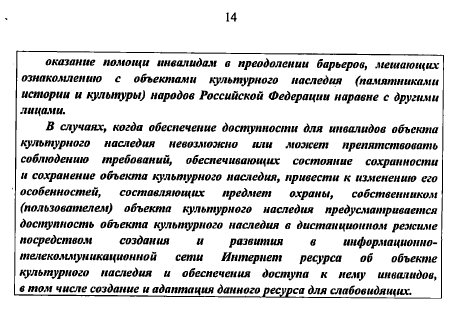 14
оказание помощи инвалидам в преодолении барьеров, мешающих
ознакомлению с объектами культурного наследия (памятниками
истории и культуры) народов Российской Федерации наравне с другими
лицами.
В случаях, когда обеспечение доступности для инвалидов объекта
культурного наследия невозможно или может препятствовать
соблюдению требований, обеспечивающих состояние сохранности
и сохранение объекта культурного наследия, привести к изменению его
особенностей, составляющих предмет охраны, собственником
(пользователем) объекта культурного наследия предусматривается
доступность объекта культурного наследия в дистанционном режиме
посредством создания и развития в информационно-
телекоммуникационной сети Интернет ресурса об объекте
культурного наследия и обеспечения доступа к нему инвалидов,
в том числе создание и адаптация данного ресурса для слабовидящих.